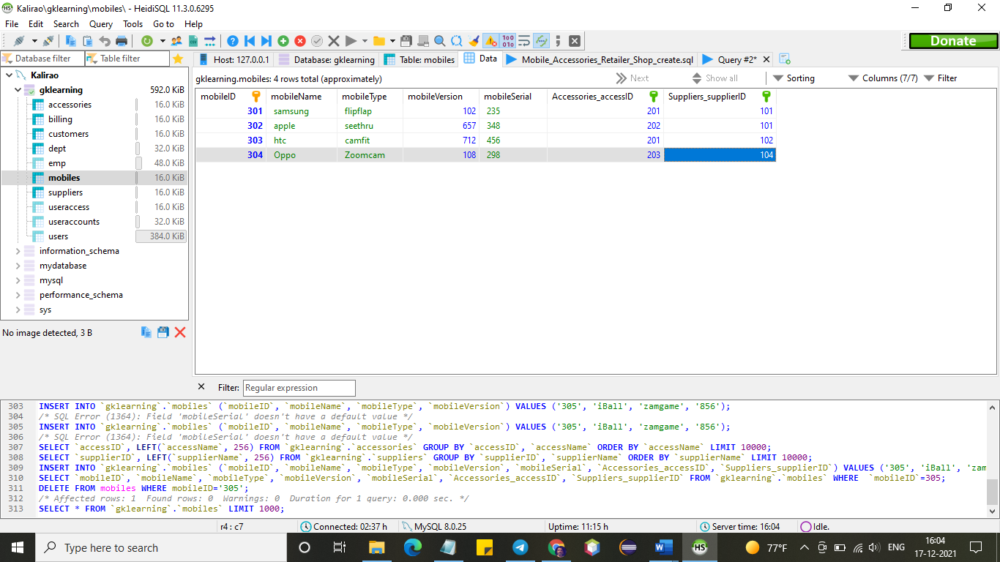 Kalirao\gklearning\mobiles\ - HeidiSQL 11.3.0.6295
File Edit Search Query Tools Go to Help
Donate
Database filter Table filter Host: 127.0.0.1 Database: gklearning Table: mobiles Data Mobile_Accessories_Retailer_Shop_create.sql Query #2*
gklearning.mobiles: 4 rows total (approximately) Next Show all Sorting Columns (7/7) Filter
Kalirao
gklearning 592.0 KiB
accessories 16.0 KiB
billing 16.0 KiB
customers 16.0 KiB
dept 32.0 KiB
emp 48.0 KiB
mobiles 16.0 KiB
suppliers 16.0 KiB
useraccess 16.0 KiB
useraccounts 32.0 KiB
users 384.0 KiB
information_schema
mydatabase
mysql
performance_schema
sys
mobileID mobileName mobileType mobileVersion mobileSerial Accessories_accessID Suppliers_supplierID
301 samsung flipflap 102 235 201 101
302 apple seethru 657 348 202 101
303 htc camfit 712 456 201 102
304 Oppo Zoomcam 108 298 203 104
No image detected, 3 B
Filter: Regular expression
303 INSERT INTO `gklearning`.`mobiles` (`mobileID`, `mobileName`, `mobileType`, `mobileVersion`) VALUES ('305', 'iBall', 'zamgame', '856');
304 /* SQL Error (1364): Field 'mobileSerial' doesn't have a default value */
305 INSERT INTO `gklearning`.`mobiles` (`mobileID`, `mobileName`, `mobileType`, `mobileVersion`) VALUES ('305', 'iBall', 'zamgame', '856');
306 /* SQL Error (1364): Field 'mobileSerial' doesn't have a default value */
307 SELECT `accessID`, LEFT(`accessName`, 256) FROM `gklearning`.`accessories` GROUP BY `accessID`, `accessName` ORDER BY `accessName` LIMIT 10000;
308 SELECT `supplierID`, LEFT(`supplierName`, 256) FROM `gklearning`.`suppliers` GROUP BY `supplierID`, `supplierName` ORDER BY `supplierName` LIMIT 10000;
309 INSERT INTO `gklearning`.`mobiles` (`mobileID`, `mobileName`, `mobileType`, `mobileVersion`, `mobileSerial`, `Accessories_accessID`, `Suppliers_supplierID`) VALUES ('305', 'iBall', 'zam
310 SELECT `mobileID`, `mobileName`, `mobileType`, `mobileVersion`, `mobileSerial`, `Accessories_accessID`, `Suppliers_supplierID` FROM `gklearning`.`mobiles` WHERE `mobileID`=305;
311 DELETE FROM mobiles WHERE mobileID='305';
312 /* Affected rows: 1 Found rows: 0 Warnings: 0 Duration for 1 query: 0.000 sec. */
313 SELECT * FROM `gklearning`.`mobiles` LIMIT 1000;
r4 : c7 Connected: 02:37 h MySQL 8.0.25 Uptime: 11:15 h Server time: 16:04 Idle.
Type here to search 77°F ENG 16:04
17-12-2021